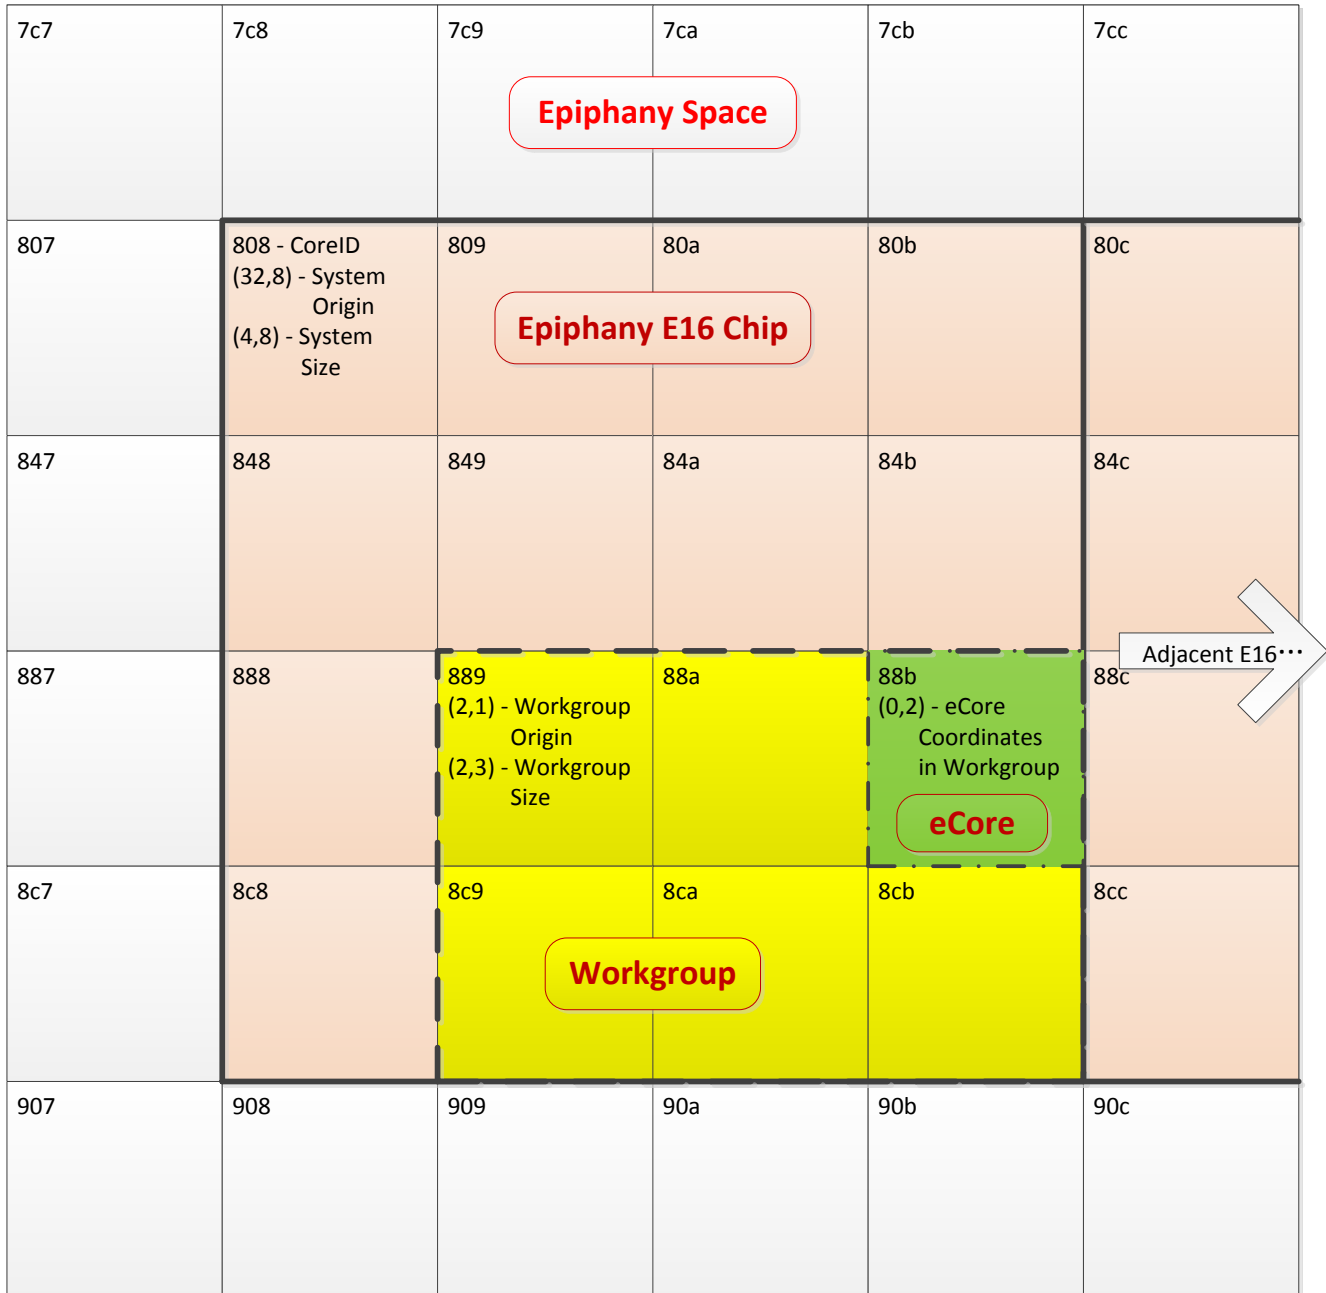 7c7 7c8 7c9 7ca 7cb 7cc
Epiphany Space
807 808 - CoreID 809 80a 80b 80c
(32,8) - System
Origin
(4,8) - System
Size
Epiphany E16 Chip
847 848 849 84a 84b 84c
Adjacent E16···
887 888 889 88a 88b 88c
(2,1) - Workgroup
Origin
(2,3) - Workgroup
Size
(0,2) - eCore
Coordinates
in Workgroup
eCore
8c7 8c8 8c9 8ca 8cb 8cc
Workgroup
907 908 909 90a 90b 90c